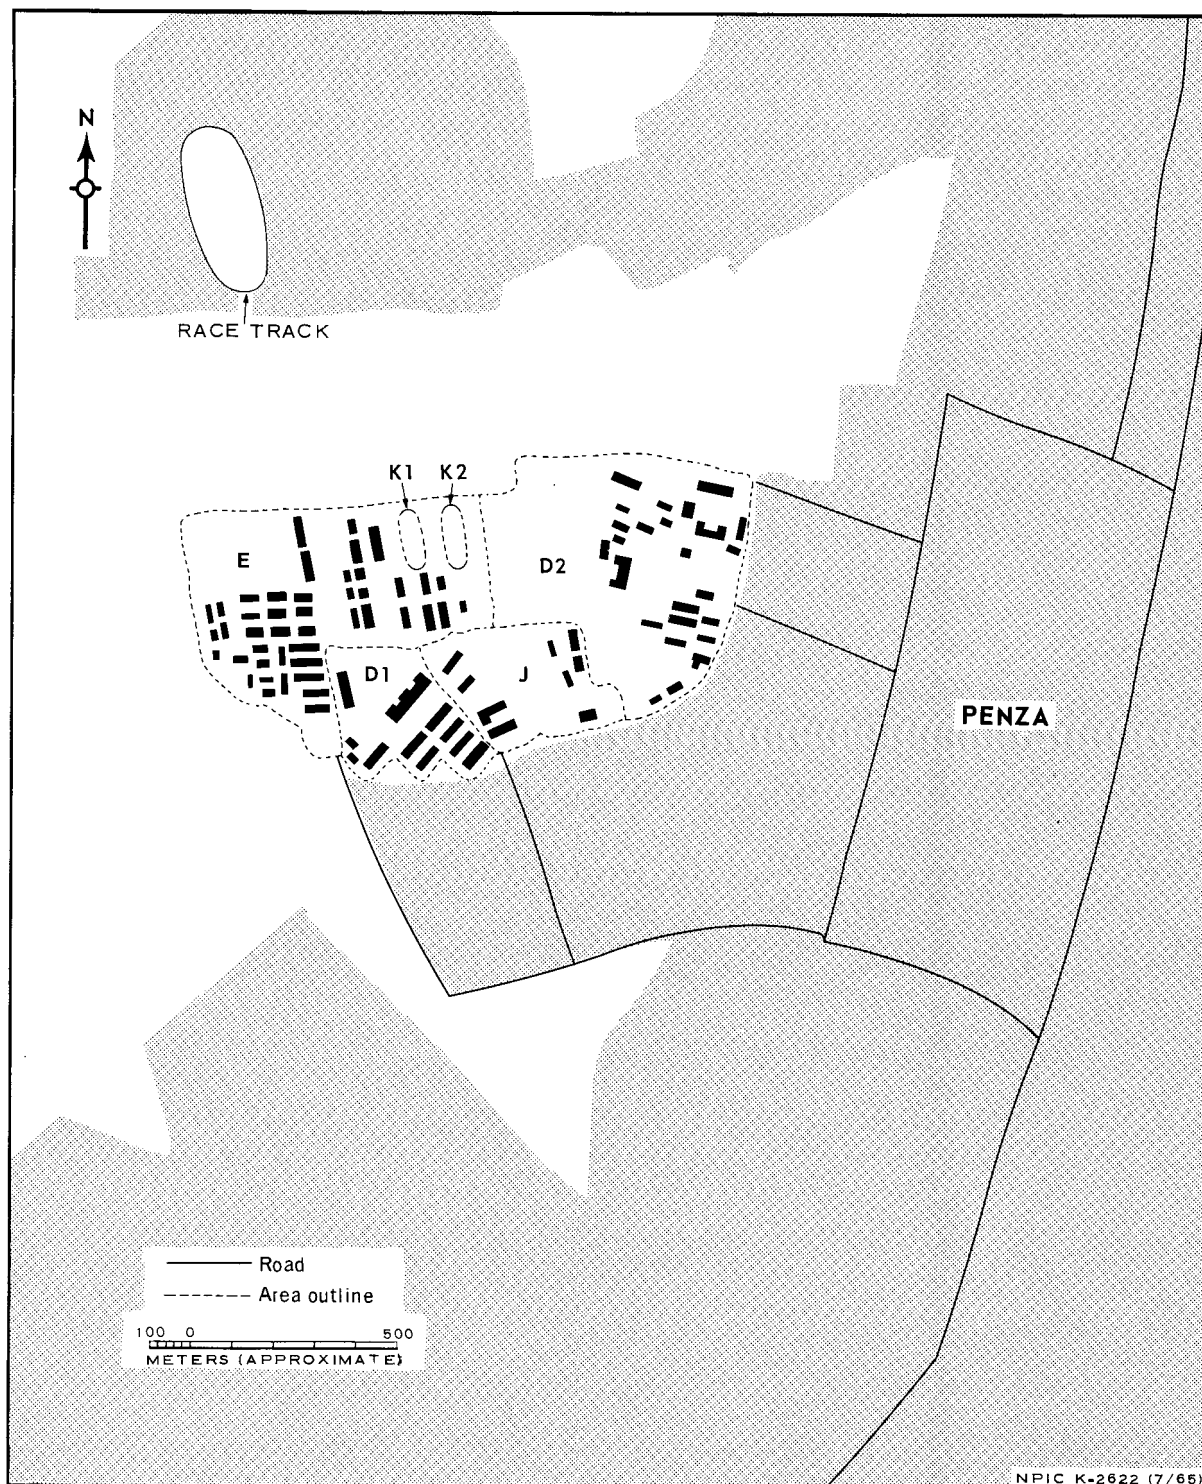 N
RACE TRACK
K1 K2
E
D2
D1
J
PENZA
Road
Area outline
100 0 500
METERS (APPROXIMATE)
NPIC K-2622 (7/65)